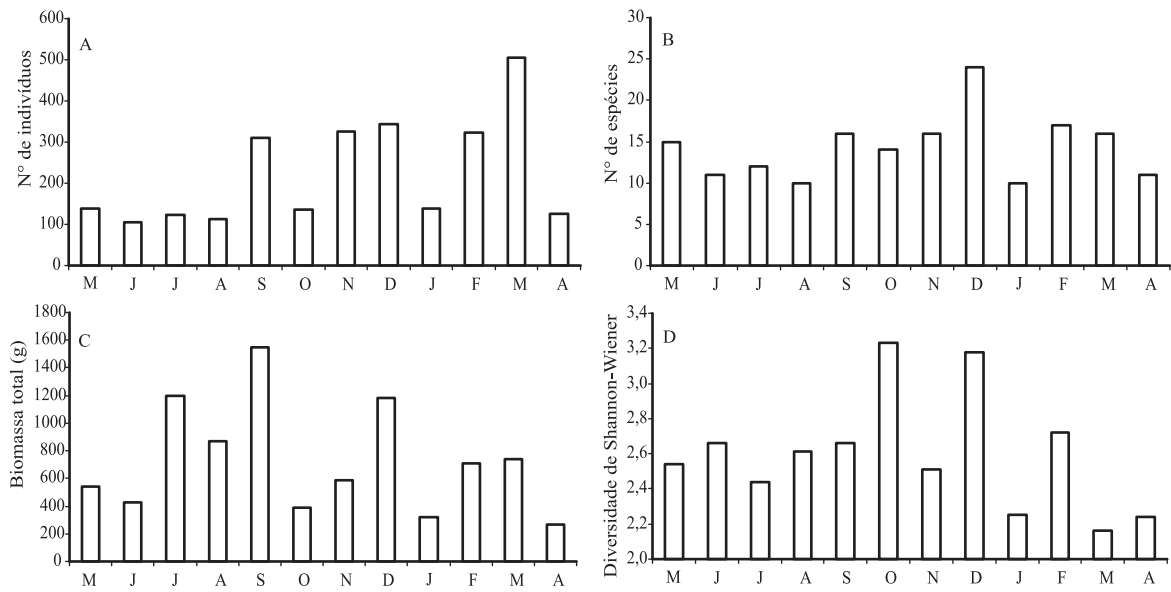 A
N° de indivíduos
600
500
400
300
200
100
0
M J J A S O N D J F M A
B
N° de espécies
30
25
20
15
10
5
0
M J J A S O N D J F M A
C
Biomassa total (g)
1800
1600
1400
1200
1000
800
600
400
200
0
M J J A S O N D J F M A
D
Diversidade de Shannon-Wiener
3,4
3,2
3,0
2,8
2,6
2,4
2,2
2,0
M J J A S O N D J F M A